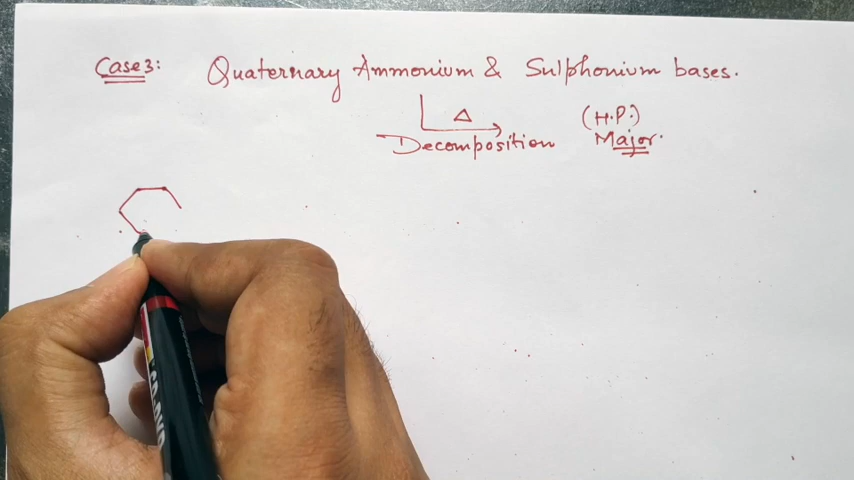 Case3: Quaternary Ammonium & Sulphonium bases.
Δ (H.P.)
Decomposition Major.